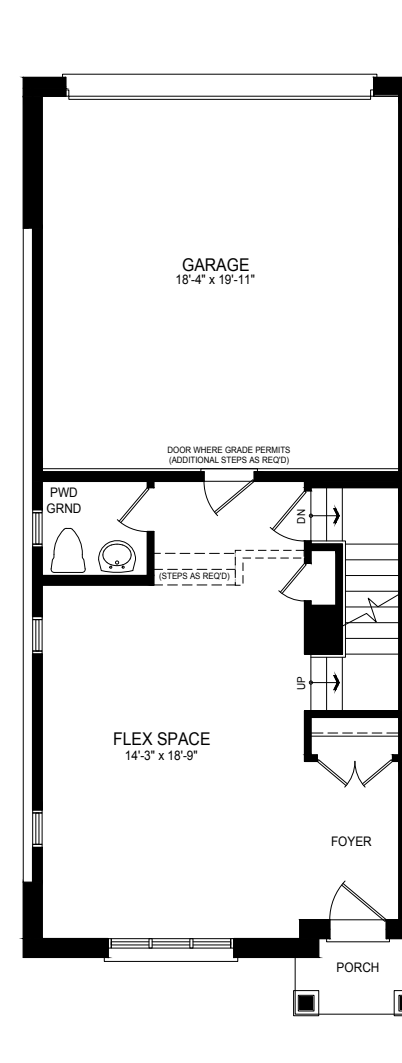 GARAGE
18'-4" x 19'-11"
DOOR WHERE GRADE PERMITS
(ADDITIONAL STEPS AS REQ'D)
PWD
GRND
DN
(STEPS AS REQ'D)
UP
FLEX SPACE
14'-3" x 18'-9"
FOYER
PORCH